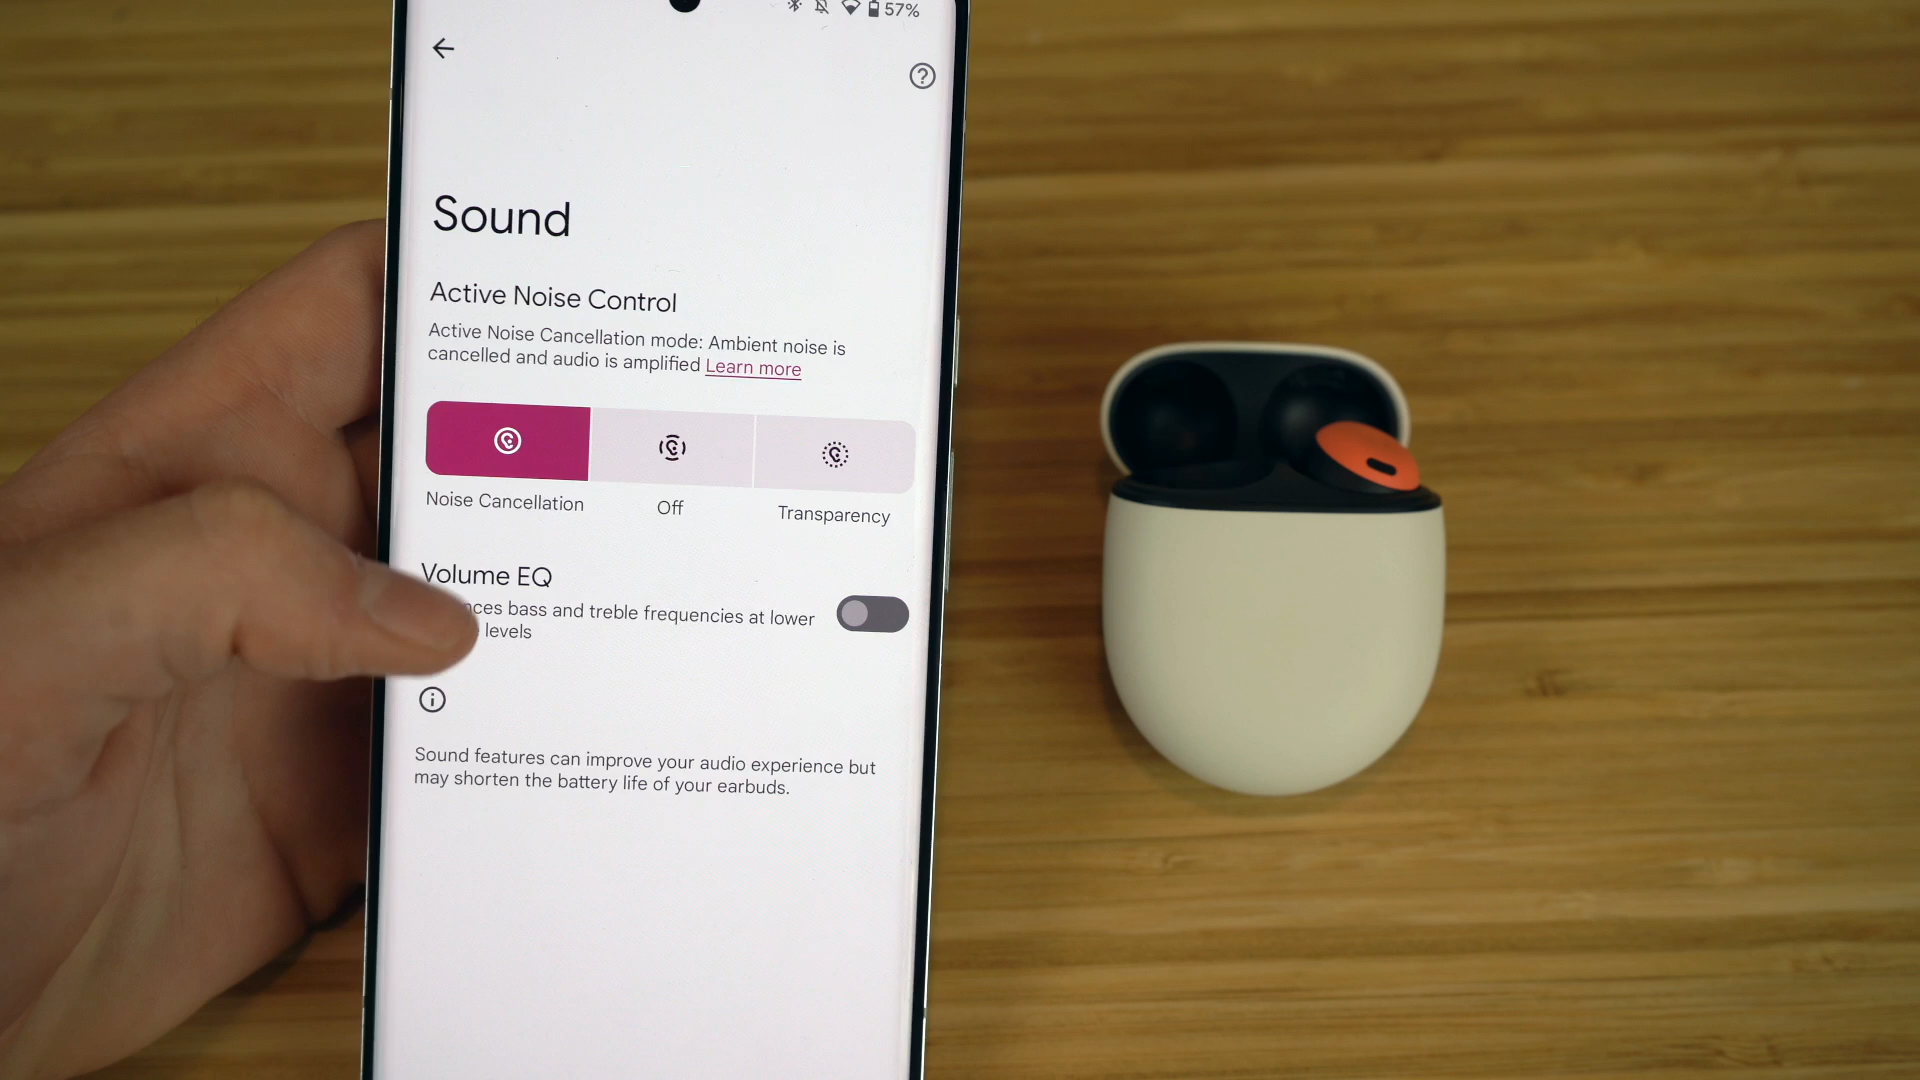 57%
Sound
Active Noise Control
Active Noise Cancellation mode: Ambient noise is
cancelled and audio is amplified Learn more
Noise Cancellation
Off
Transparency
Volume EQ
bass and treble frequencies at lower
levels
Sound features can improve your audio experience but
may shorten the battery life of your earbuds.